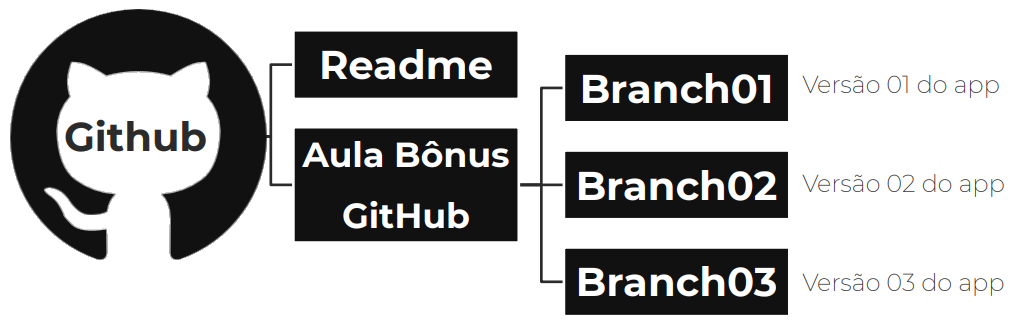 Github
Readme
Aula Bônus
GitHub
Branch01
Versão 01 do app
Branch02
Versão 02 do app
Branch03
Versão 03 do app